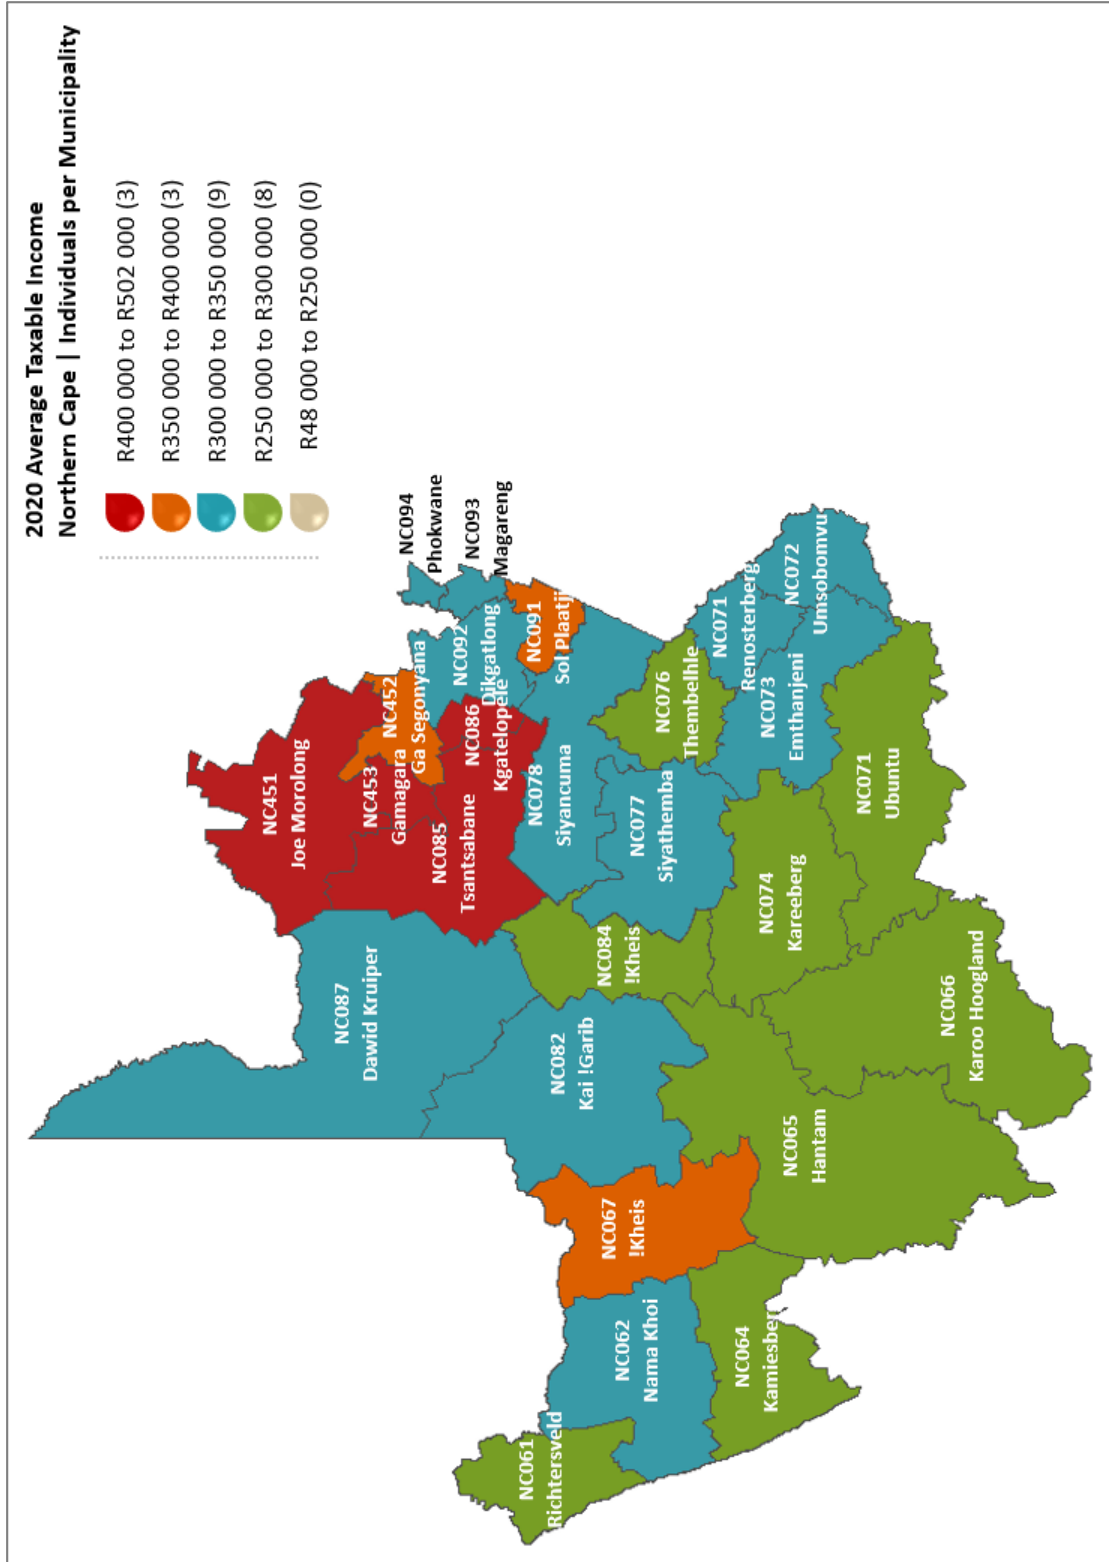 2020 Average Taxable Income
Northern Cape | Individuals per Municipality
R400 000 to R502 000 (3)
R350 000 to R400 000 (3)
R300 000 to R350 000 (9)
R250 000 to R300 000 (8)
R48 000 to R250 000 (0)
NC451
Joe Morolong
NC452
Ga Segonyana
NC453
Gamagara
NC094
Phokwane
NC093
Magareng
NC092
Dikgatlong
NC091
Sol Plaatji
NC086
Kgatelopele
NC085
Tsantsabane
NC087
Dawid Kruiper
NC078
Siyancuma
NC084
!Kheis
NC082
Kai !Garib
NC077
Siyathemba
NC076
Thembelhle
NC071
Renosterberg
NC072
Umsobomvu
NC073
Emthanjeni
NC067
!Kheis
NC062
Nama Khoi
NC061
Richtersveld
NC064
Kamiesber
NC065
Hantam
NC074
Kareeberg
NC071
Ubuntu
NC066
Karoo Hoogland